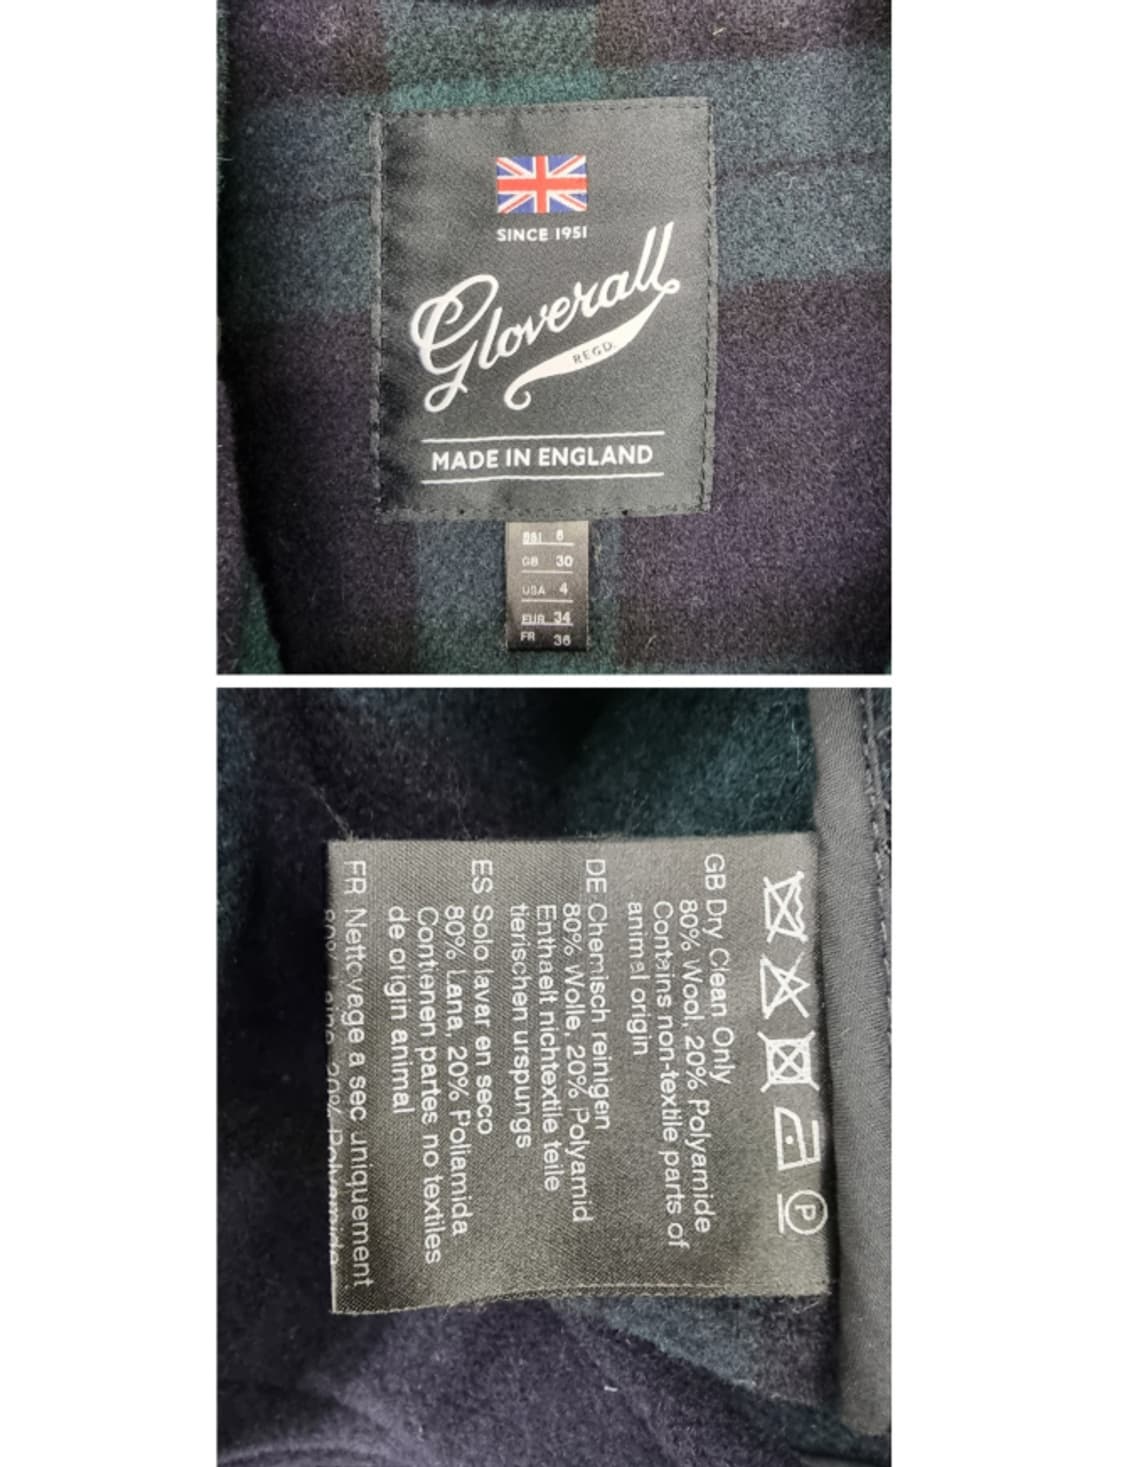 SINCE 1951
Gloverall
REGD.
MADE IN ENGLAND
BSI 8
GB 30
USA 4
EUR 34
FR 36
GB Dry Clean Only
80% Wool, 20% Polyamide
Contains non-textile parts of
animal origin
DE Chemisch reinigen
80% Wolle, 20% Polyamid
Enthaelt nichtextile teile
tierischen urspungs
ES Solo lavar en seco
80% Lana, 20% Poliamida
Contienen partes no textiles
de origin animal
FR Nettoyage a sec uniquement
20% Polyamide
P